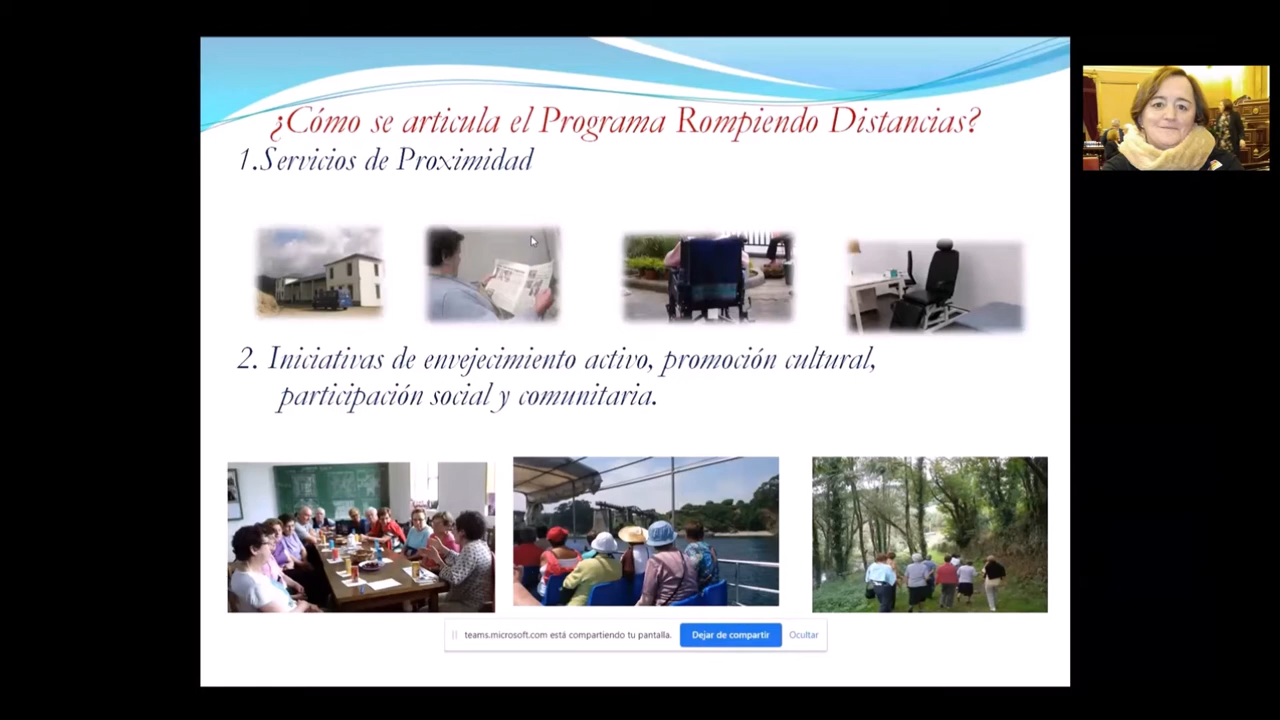 ¿Cómo se articula el Programa Rompiendo Distancias?
1.Servicios de Proximidad
2. Iniciativas de envejecimiento activo, promoción cultural,
participación social y comunitaria.
teams.microsoft.com está compartiendo tu pantalla.
Dejar de compartir
Ocultar